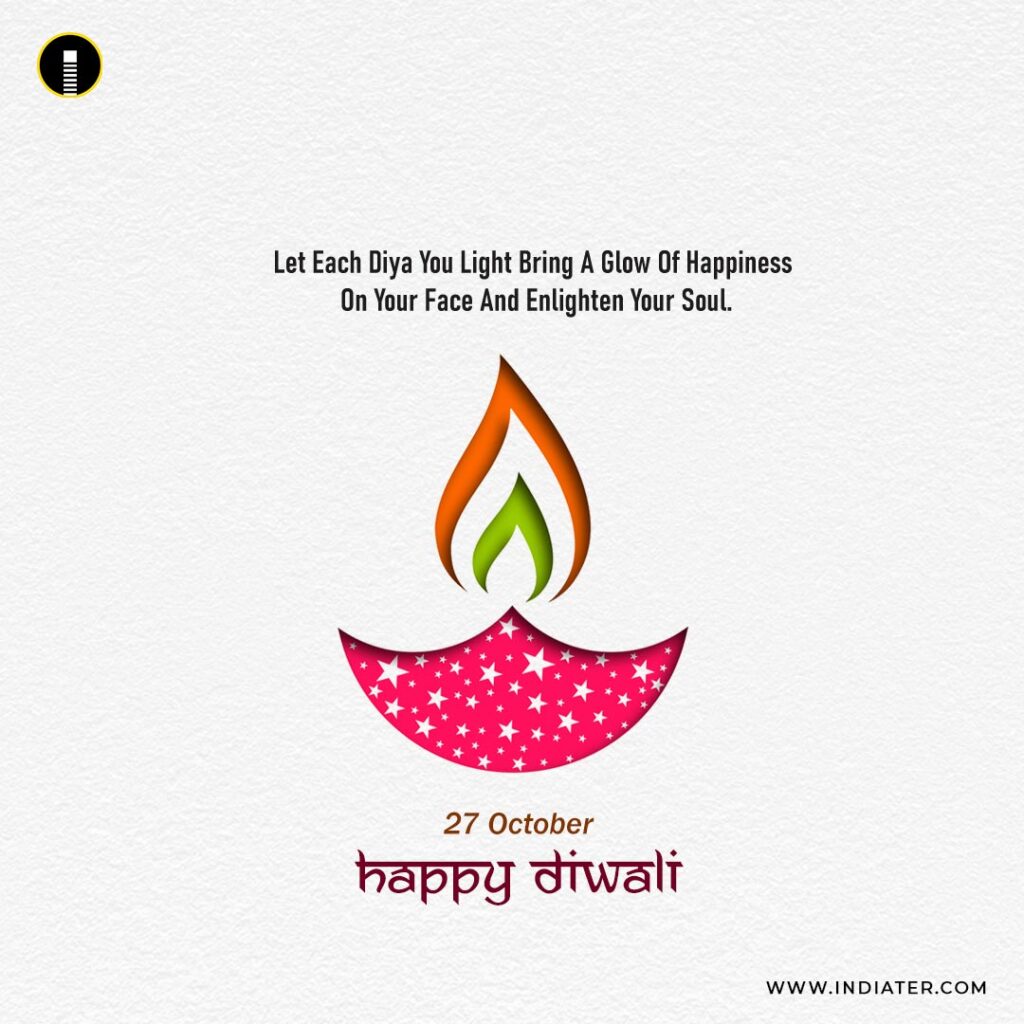 Let Each Diya You Light Bring A Glow Of Happiness
On Your Face And Enlighten Your Soul.
27 October
happy diwali
WWW.INDIATER.COM